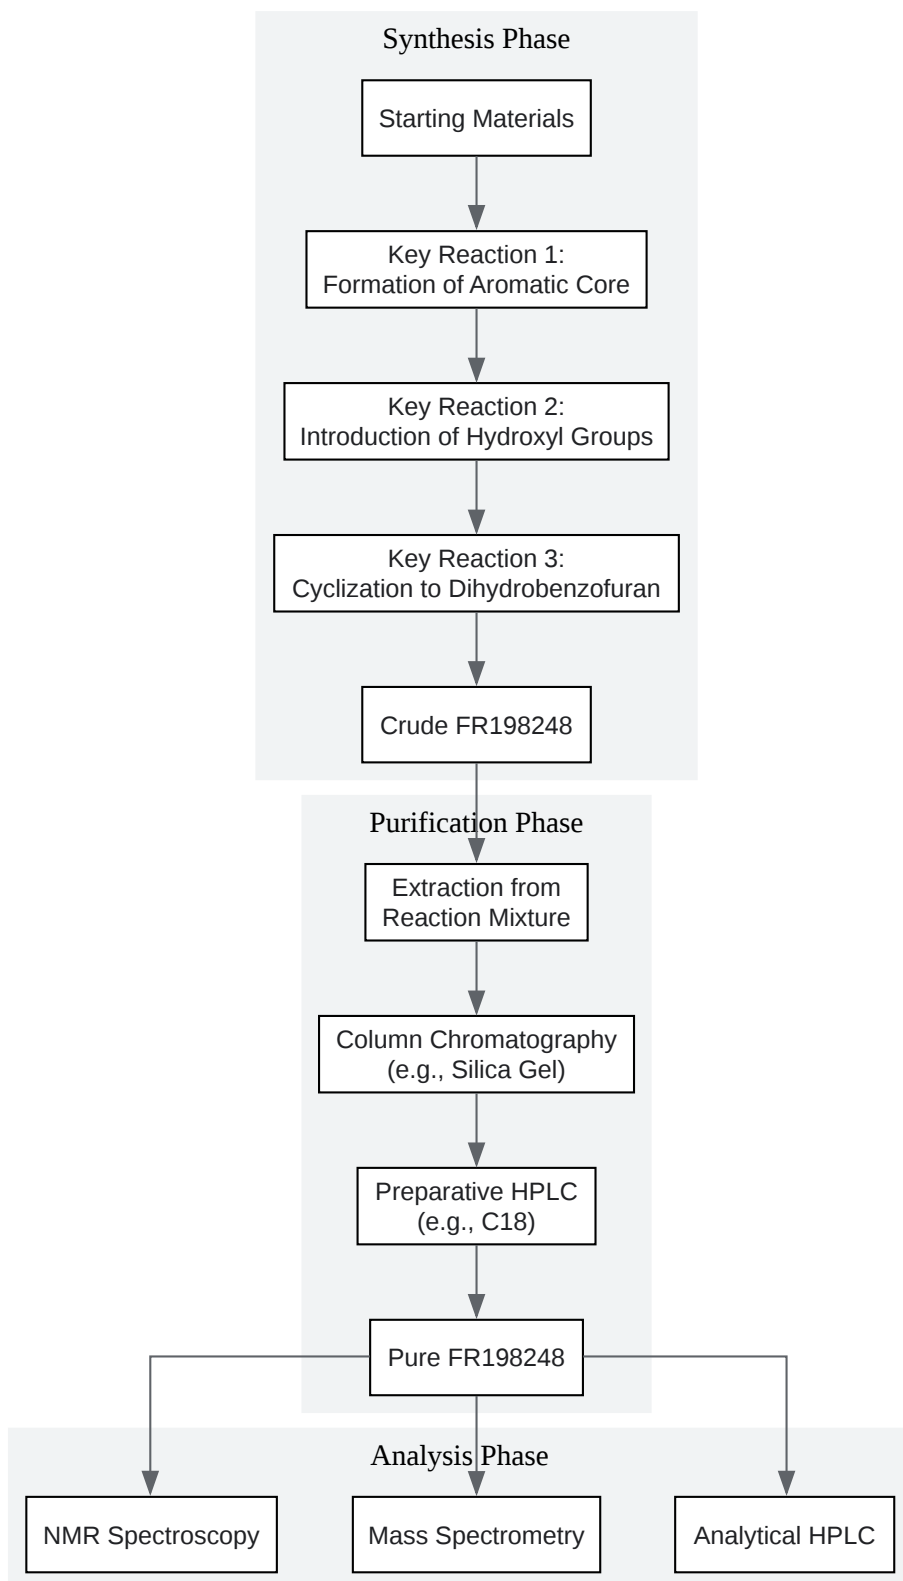 Synthesis Phase
Starting Materials
Key Reaction 1:
Formation of Aromatic Core
Key Reaction 2:
Introduction of Hydroxyl Groups
Key Reaction 3:
Cyclization to Dihydrobenzofuran
Crude FR198248
Purification Phase
Extraction from
Reaction Mixture
Column Chromatography
(e.g., Silica Gel)
Preparative HPLC
(e.g., C18)
Pure FR198248
Analysis Phase
NMR Spectroscopy
Mass Spectrometry
Analytical HPLC